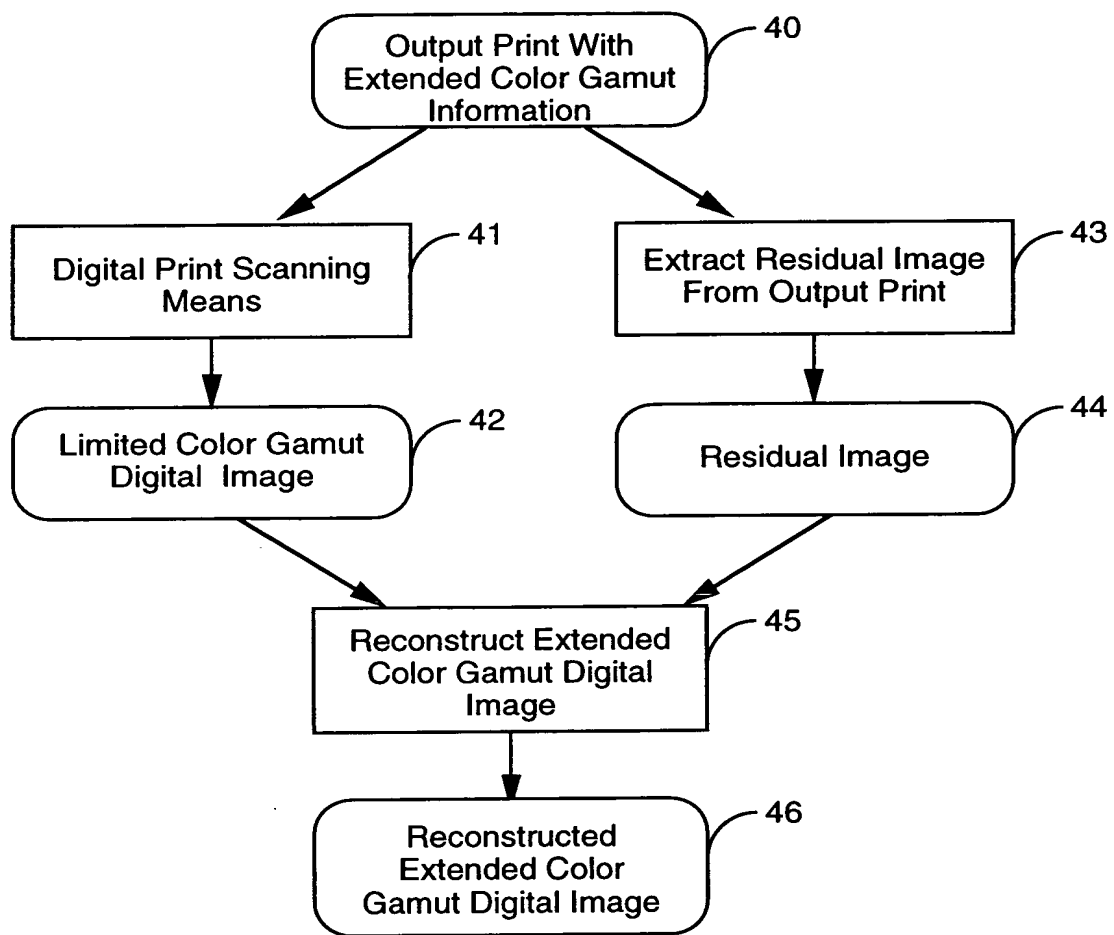 Output Print With
Extended Color Gamut
Information
40
Digital Print Scanning
Means
41
Extract Residual Image
From Output Print
43
Limited Color Gamut
Digital Image
42
Residual Image
44
Reconstruct Extended
Color Gamut Digital
Image
45
Reconstructed
Extended Color
Gamut Digital Image
46